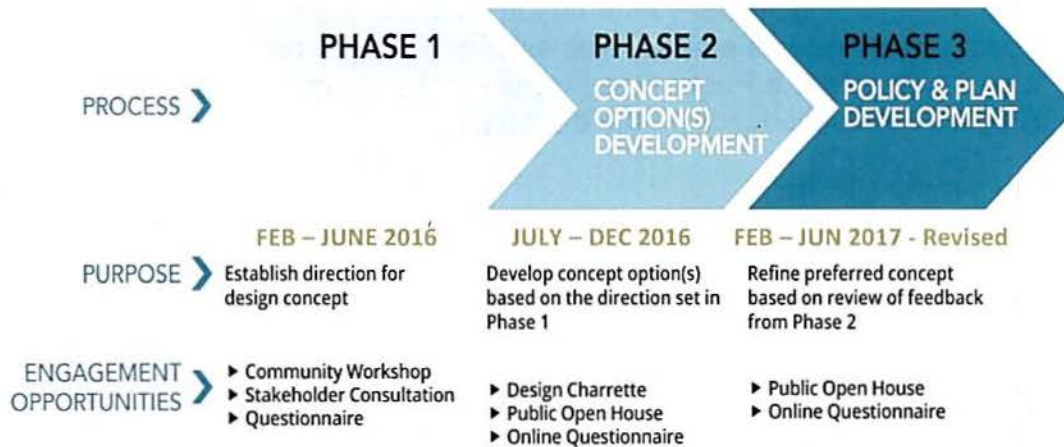 PHASE 1
PHASE 2
PHASE 3
PROCESS
CONCEPT
OPTION(S)
DEVELOPMENT
POLICY & PLAN
DEVELOPMENT
FEB – JUNE 2016
JULY – DEC 2016
FEB – JUN 2017 - Revised
PURPOSE
Establish direction for
design concept
Develop concept option(s)
based on the direction set in
Phase 1
Refine preferred concept
based on review of feedback
from Phase 2
ENGAGEMENT
OPPORTUNITIES
▶ Community Workshop
▶ Stakeholder Consultation
▶ Questionnaire
▶ Design Charrette
▶ Public Open House
▶ Online Questionnaire
▶ Public Open House
▶ Online Questionnaire